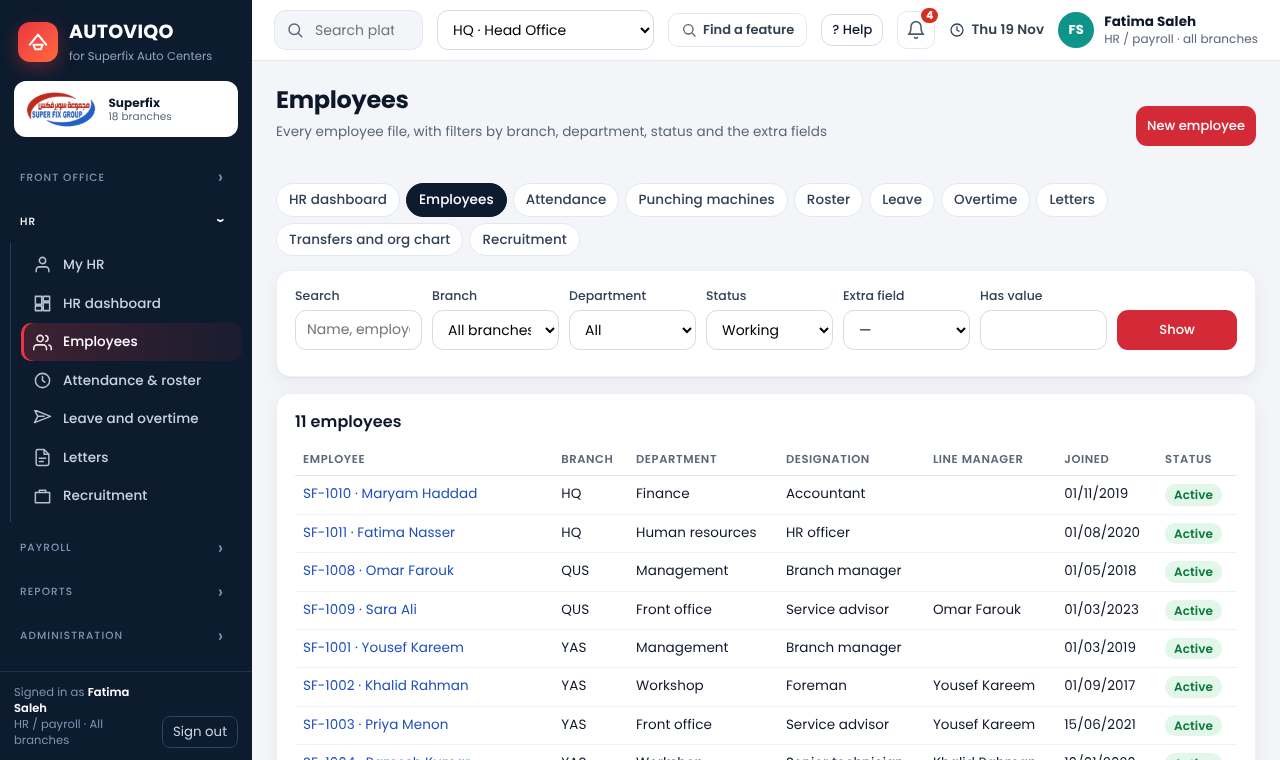 AUTOVIQO
for Superfix Auto Centers
مجموعة سوبر فكس
SUPER FIX GROUP
Superfix
18 branches
FRONT OFFICE
HR
My HR
HR dashboard
Employees
Attendance & roster
Leave and overtime
Letters
Recruitment
PAYROLL
REPORTS
ADMINISTRATION
Signed in as Fatima
Saleh
HR / payroll · All
branches
Sign out
Search plat
HQ · Head Office
Find a feature
? Help
4
Thu 19 Nov
FS
Fatima Saleh
HR / payroll · all branches
Employees
Every employee file, with filters by branch, department, status and the extra fields
New employee
HR dashboard Employees Attendance Punching machines Roster Leave Overtime Letters
Transfers and org chart Recruitment
Search Branch Department Status Extra field Has value
Name, employ All branches All Working — Show
11 employees
EMPLOYEE BRANCH DEPARTMENT DESIGNATION LINE MANAGER JOINED STATUS
SF-1010 · Maryam Haddad HQ Finance Accountant 01/11/2019 Active
SF-1011 · Fatima Nasser HQ Human resources HR officer 01/08/2020 Active
SF-1008 · Omar Farouk QUS Management Branch manager 01/05/2018 Active
SF-1009 · Sara Ali QUS Front office Service advisor Omar Farouk 01/03/2023 Active
SF-1001 · Yousef Kareem YAS Management Branch manager 01/03/2019 Active
SF-1002 · Khalid Rahman YAS Workshop Foreman Yousef Kareem 01/09/2017 Active
SF-1003 · Priya Menon YAS Front office Service advisor Yousef Kareem 15/06/2021 Active